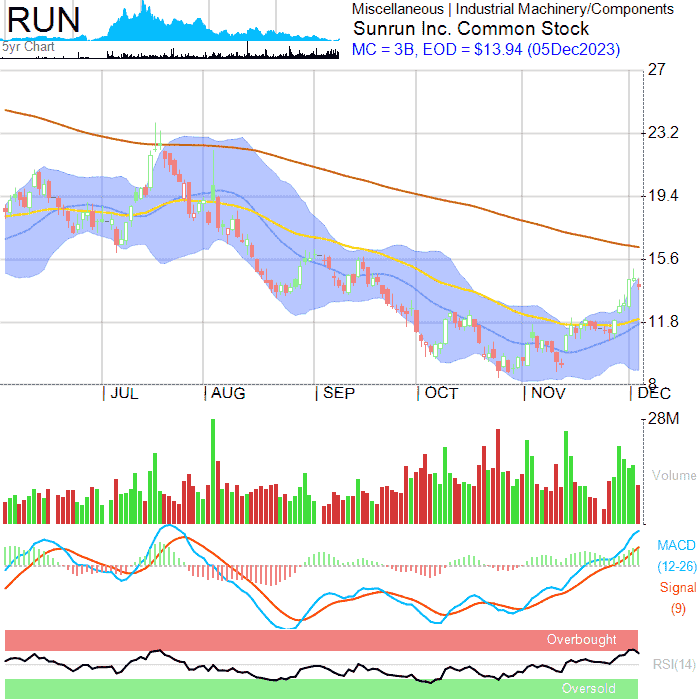 RUN
5yr Chart
Miscellaneous | Industrial Machinery/Components
Sunrun Inc. Common Stock
MC = 3B, EOD = $13.94 (05Dec2023)
27
23.2
19.4
15.6
11.8
8
JUL
AUG
SEP
OCT
NOV
DEC
28M
Volume
MACD
(12-26)
Signal
(9)
Overbought
RSI(14)
Oversold